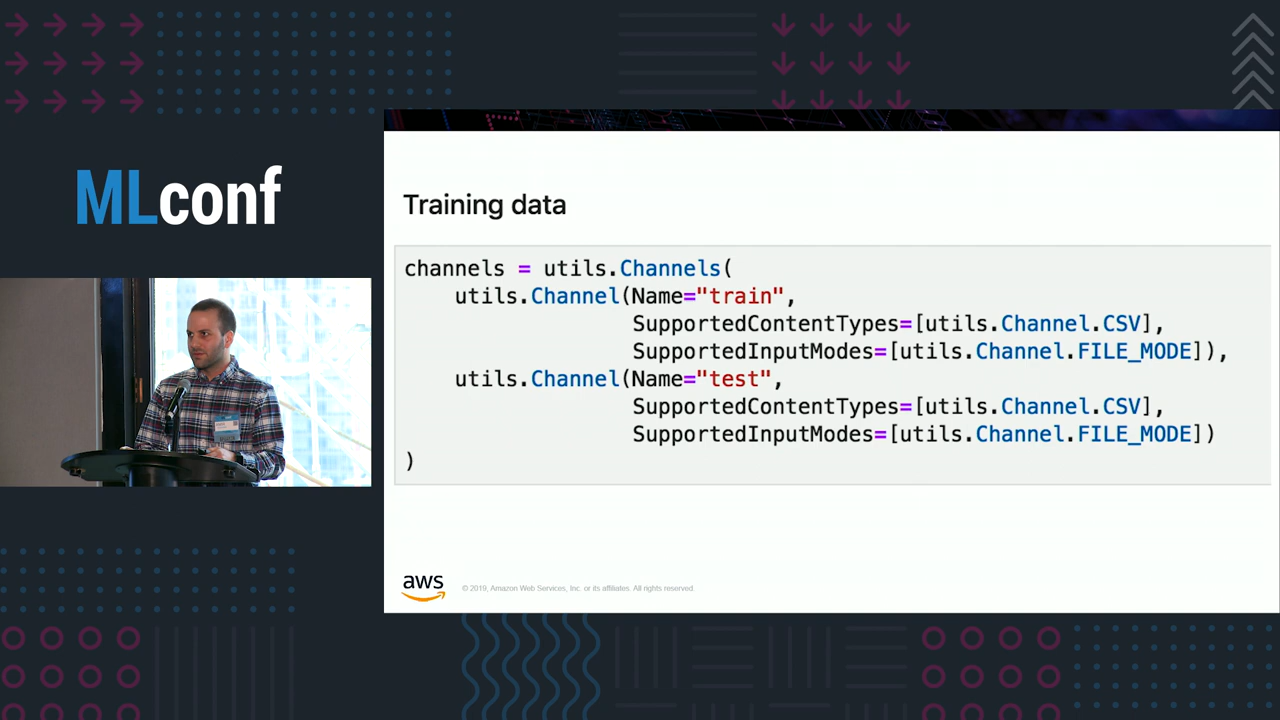 MLconf
Training data
channels = utils.Channels(
    utils.Channel(Name="train",
                  SupportedContentTypes=[utils.Channel.CSV],
                  SupportedInputModes=[utils.Channel.FILE_MODE]),
    utils.Channel(Name="test",
                  SupportedContentTypes=[utils.Channel.CSV],
                  SupportedInputModes=[utils.Channel.FILE_MODE])
)
aws
© 2019, Amazon Web Services, Inc. or its affiliates. All rights reserved.